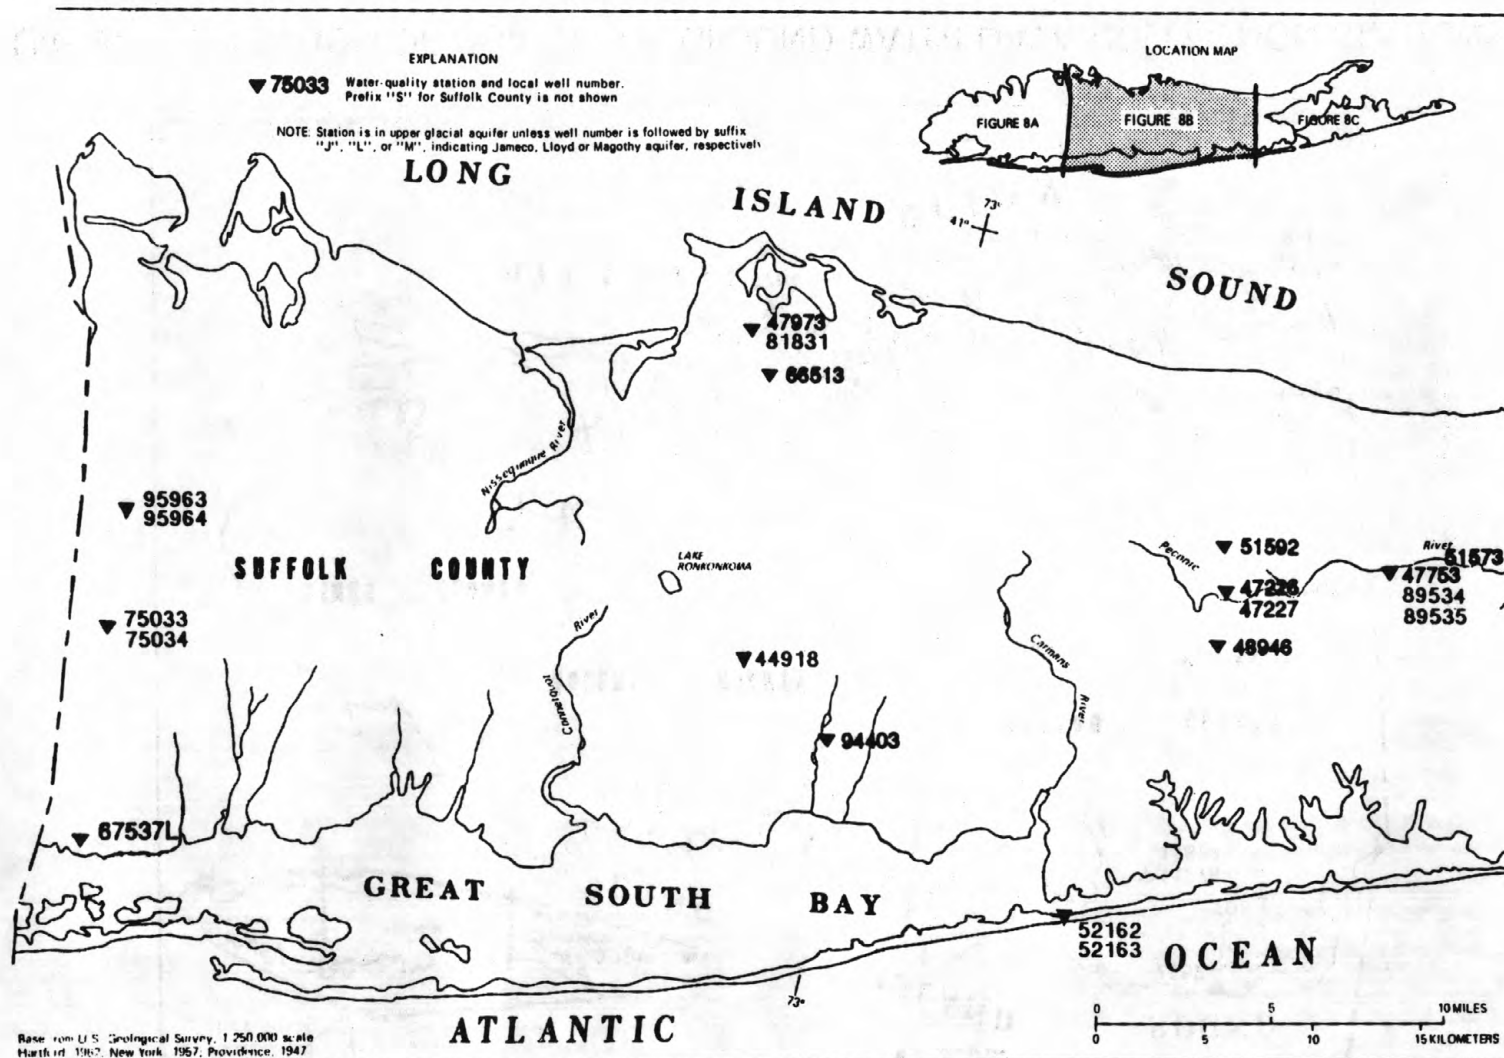 EXPLANATION
75033 Water-quality station and local well number.
Prefix "S" for Suffolk County is not shown
NOTE: Station is in upper glacial aquifer unless well number is followed by suffix
"J", "L", or "M", indicating Jameco, Lloyd or Magothy aquifer, respectively
LOCATION MAP
FIGURE 8A
FIGURE 8B
FIGURE 8C
LONG
ISLAND
SOUND
73°
41°
47973
81831
66513
Nissequogue River
95963
95964
SUFFOLK COUNTY
LAKE
RONKONKOMA
75033
75034
Connetquot River
44918
94403
Carmans River
Peconic River
51592
47226
47227
48946
51573
47753
89534
89535
67537L
GREAT SOUTH BAY
52162
52163
ATLANTIC
OCEAN
73°
0 5 10 MILES
0 5 10 15 KILOMETERS
Base from U.S. Geological Survey, 1:250,000 scale
Hartford, 1962; New York, 1957; Providence, 1947